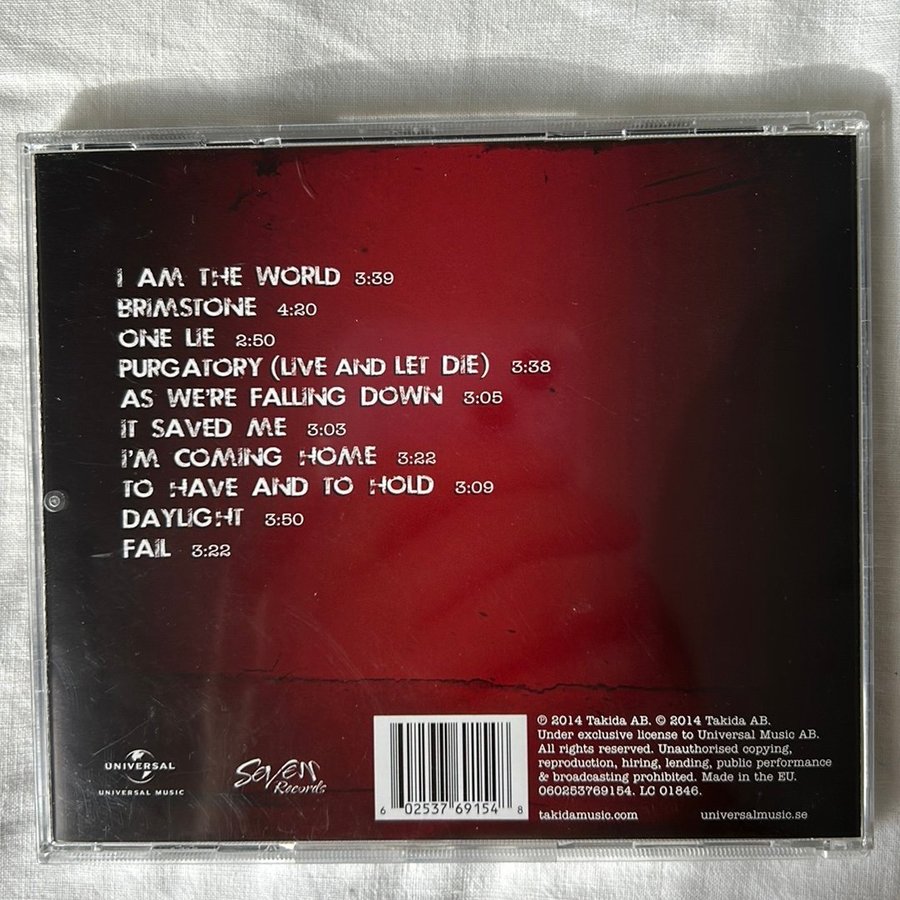 I AM THE WORLD 3:39
BRIMSTONE 4:20
ONE LIE 2:50
PURGATORY (LIVE AND LET DIE) 3:38
AS WE'RE FALLING DOWN 3:05
IT SAVED ME 3:03
I'M COMING HOME 3:22
TO HAVE AND TO HOLD 3:09
DAYLIGHT 3:50
FAIL 3:22
UNIVERSAL
UNIVERSAL MUSIC
Seven
Records
6 02537 69154 8
℗ 2014 Takida AB. © 2014 Takida AB.
Under exclusive license to Universal Music AB.
All rights reserved. Unauthorised copying,
reproduction, hiring, lending, public performance
& broadcasting prohibited. Made in the EU.
060253769154. LC 01846.
takidamusic.com
universalmusic.se